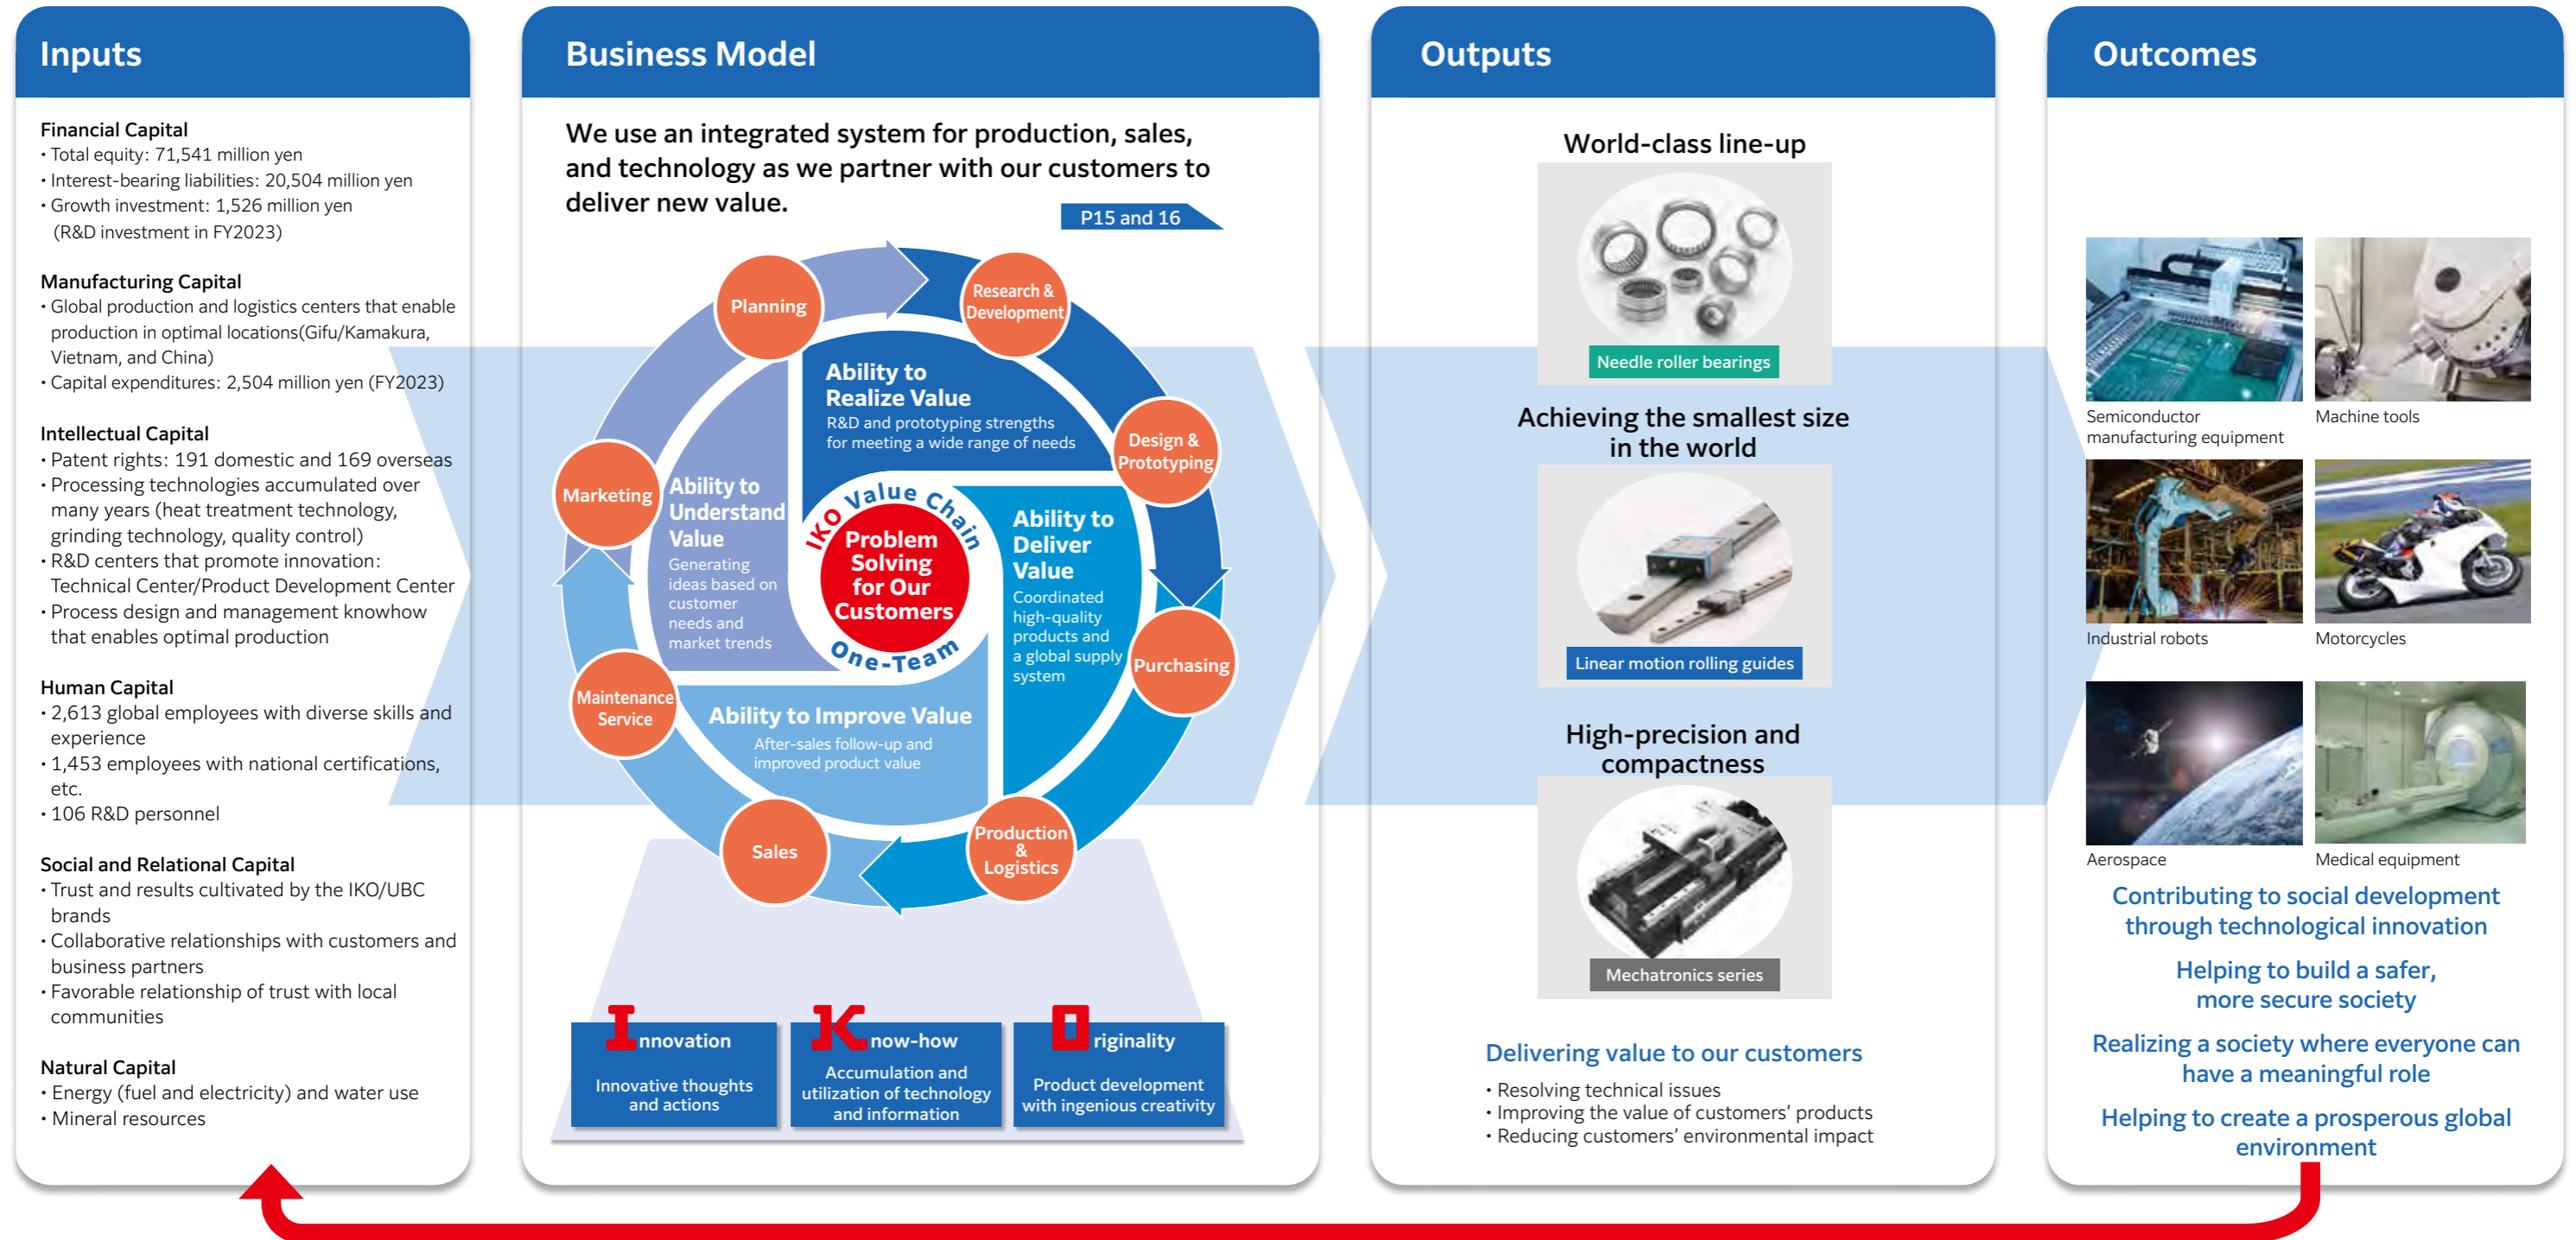 Inputs
Financial Capital
・Total equity: 71,541 million yen
・Interest-bearing liabilities: 20,504 million yen
・Growth investment: 1,526 million yen
(R&D investment in FY2023)
Manufacturing Capital
・Global production and logistics centers that enable
production in optimal locations(Gifu/Kamakura,
Vietnam, and China)
・Capital expenditures: 2,504 million yen (FY2023)
Intellectual Capital
・Patent rights: 191 domestic and 169 overseas
・Processing technologies accumulated over
many years (heat treatment technology,
grinding technology, quality control)
・R&D centers that promote innovation:
Technical Center/Product Development Center
・Process design and management knowhow
that enables optimal production
Human Capital
・2,613 global employees with diverse skills and
experience
・1,453 employees with national certifications,
etc.
・106 R&D personnel
Social and Relational Capital
・Trust and results cultivated by the IKO/UBC
brands
・Collaborative relationships with customers and
business partners
・Favorable relationship of trust with local
communities
Natural Capital
・Energy (fuel and electricity) and water use
・Mineral resources
Business Model
We use an integrated system for production, sales,
and technology as we partner with our customers to
deliver new value.
P15 and 16
Planning
Research &
Development
Design &
Prototyping
Purchasing
Production
&
Logistics
Sales
Maintenance
Service
Marketing
Ability to
Realize Value
R&D and prototyping strengths
for meeting a wide range of needs
Ability to
Understand
Value
Generating
ideas based on
customer
needs and
market trends
IKO Value Chain
Problem
Solving
for Our
Customers
One-Team
Ability to
Deliver
Value
Coordinated
high-quality
products and
a global supply
system
Ability to Improve Value
After-sales follow-up and
improved product value
Innovation
Innovative thoughts
and actions
Know-how
Accumulation and
utilization of technology
and information
Originality
Product development
with ingenious creativity
Outputs
World-class line-up
Needle roller bearings
Achieving the smallest size
in the world
Linear motion rolling guides
High-precision and
compactness
Mechatronics series
Delivering value to our customers
・Resolving technical issues
・Improving the value of customers' products
・Reducing customers' environmental impact
Outcomes
Semiconductor
manufacturing equipment
Machine tools
Industrial robots
Motorcycles
Aerospace
Medical equipment
Contributing to social development
through technological innovation
Helping to build a safer,
more secure society
Realizing a society where everyone can
have a meaningful role
Helping to create a prosperous global
environment